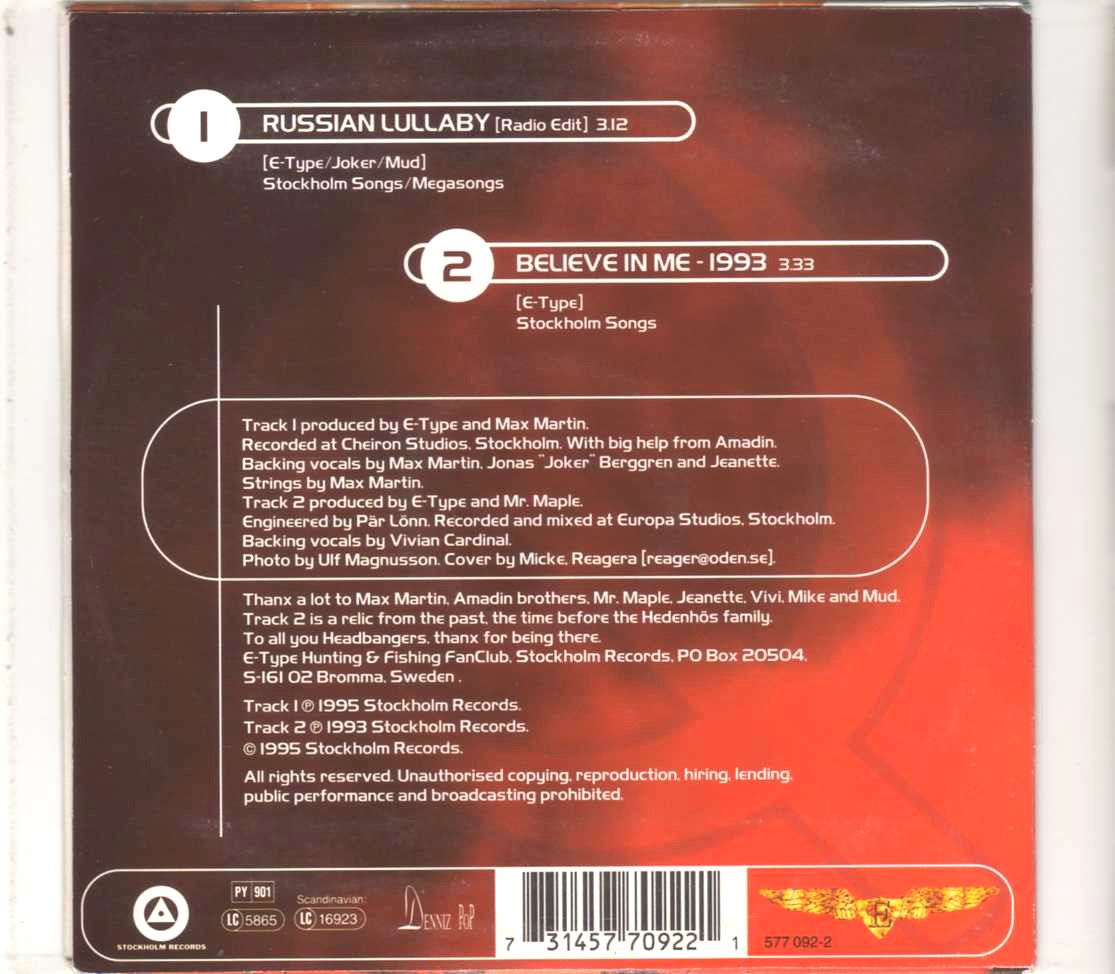 1 RUSSIAN LULLABY [Radio Edit] 3.12
[E-Type/Joker/Mud]
Stockholm Songs/Megasongs
2 BELIEVE IN ME - 1993 3.33
[E-Type]
Stockholm Songs
Track 1 produced by E-Type and Max Martin.
Recorded at Cheiron Studios, Stockholm. With big help from Amadin.
Backing vocals by Max Martin, Jonas "Joker" Berggren and Jeanette.
Strings by Max Martin.
Track 2 produced by E-Type and Mr. Maple.
Engineered by Pär Lönn. Recorded and mixed at Europa Studios, Stockholm.
Backing vocals by Vivian Cardinal.
Photo by Ulf Magnusson. Cover by Micke, Reagera [reager@oden.se].
Thanx a lot to Max Martin, Amadin brothers, Mr. Maple, Jeanette, Vivi, Mike and Mud.
Track 2 is a relic from the past, the time before the Hedenhös family.
To all you Headbangers, thanx for being there.
E-Type Hunting & Fishing FanClub, Stockholm Records, PO Box 20504,
S-161 02 Bromma, Sweden .
Track 1 ℗ 1995 Stockholm Records.
Track 2 ℗ 1993 Stockholm Records.
© 1995 Stockholm Records.
All rights reserved. Unauthorised copying, reproduction, hiring, lending,
public performance and broadcasting prohibited.
STOCKHOLM RECORDS
PY 901
LC 5865
Scandinavian:
LC 16923
DENNIZ POP
7 31457 70922 1
E
577 092-2